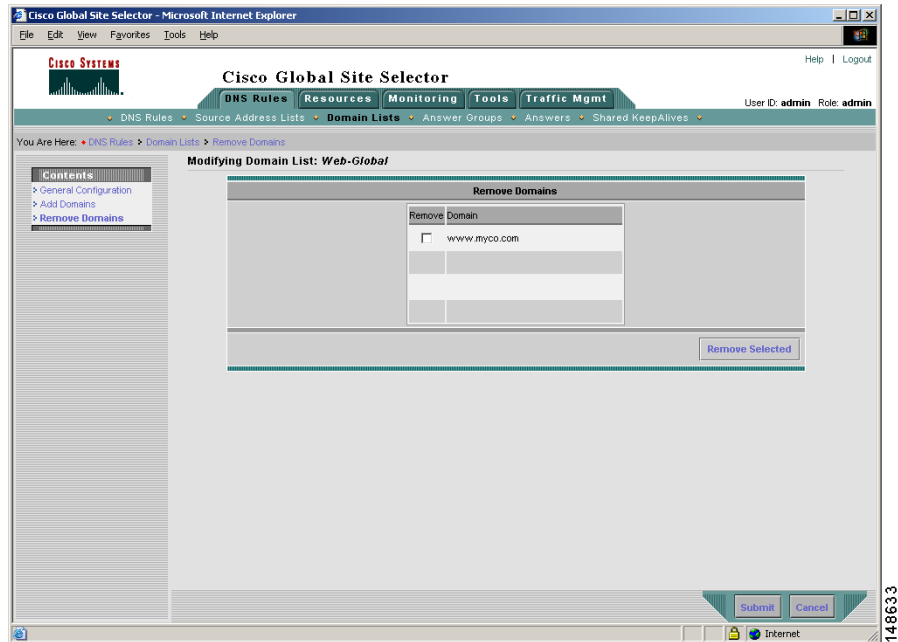 Cisco Global Site Selector - Microsoft Internet Explorer
File Edit View Favorites Tools Help
CISCO SYSTEMS
Help | Logout
Cisco Global Site Selector
DNS Rules Resources Monitoring Tools Traffic Mgmt
User ID: admin Role: admin
DNS Rules Source Address Lists Domain Lists Answer Groups Answers Shared KeepAlives
You Are Here: DNS Rules Domain Lists Remove Domains
Modifying Domain List: Web-Global
Contents
General Configuration
Add Domains
Remove Domains
Remove Domains
Remove Domain
www.myco.com
Remove Selected
Submit Cancel
Internet
148633